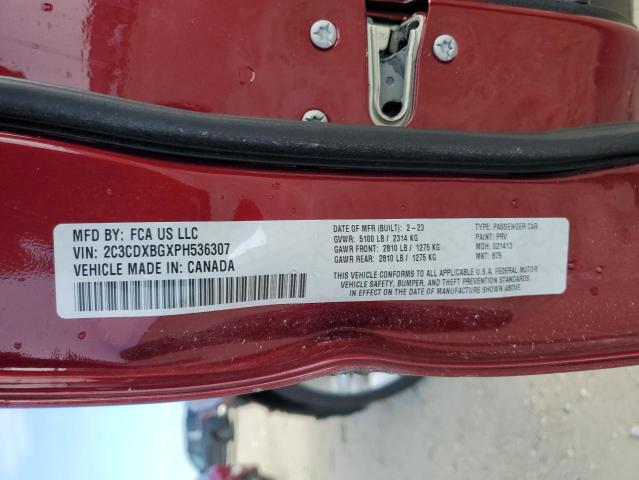 MFD BY: FCA US LLC
VIN: 2C3CDXBGXPH536307
VEHICLE MADE IN: CANADA
DATE OF MFR (BUILT): 2-23
GVWR: 5100 LB / 2314 KG
GAWR FRONT: 2810 LB / 1275 KG
GAWR REAR: 2810 LB / 1275 KG
TYPE: PASSENGER CAR
PAINT: PRV
MDH: 021413
MKT: 875
THIS VEHICLE CONFORMS TO ALL APPLICABLE U.S.A. FEDERAL MOTOR
VEHICLE SAFETY, BUMPER, AND THEFT PREVENTION STANDARDS
IN EFFECT ON THE DATE OF MANUFACTURE SHOWN ABOVE.